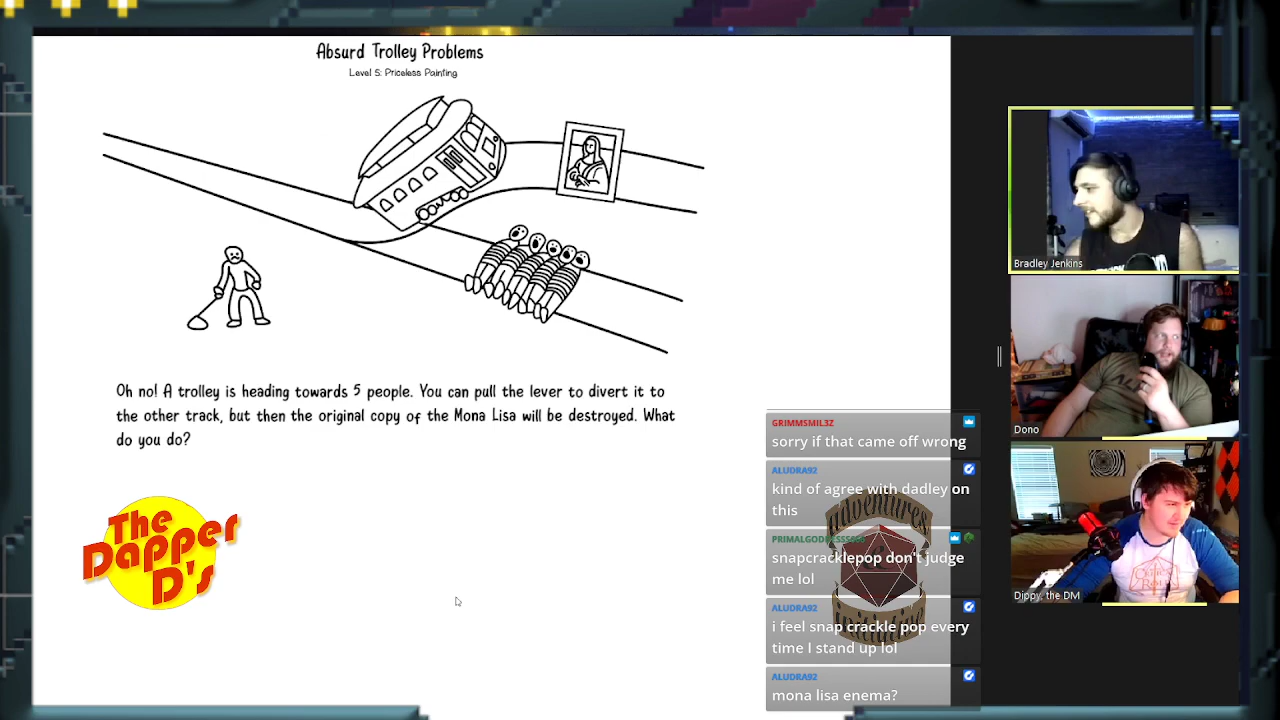 Absurd Trolley Problems
Level 5: Priceless Painting
Oh no! A trolley is heading towards 5 people. You can pull the lever to divert it to
the other track, but then the original copy of the Mona Lisa will be destroyed. What
do you do?
The
Dapper
D's
GRIMMSMIL3Z
sorry if that came off wrong
ALUDRA92
kind of agree with dadley on
this
snapcracklepop don't judge
me lol
ALUDRA92
i feel snap crackle pop every
time I stand up lol
ALUDRA92
mona lisa enema?
adventures
Bradley Jenkins
Dono
Dippy, the DM